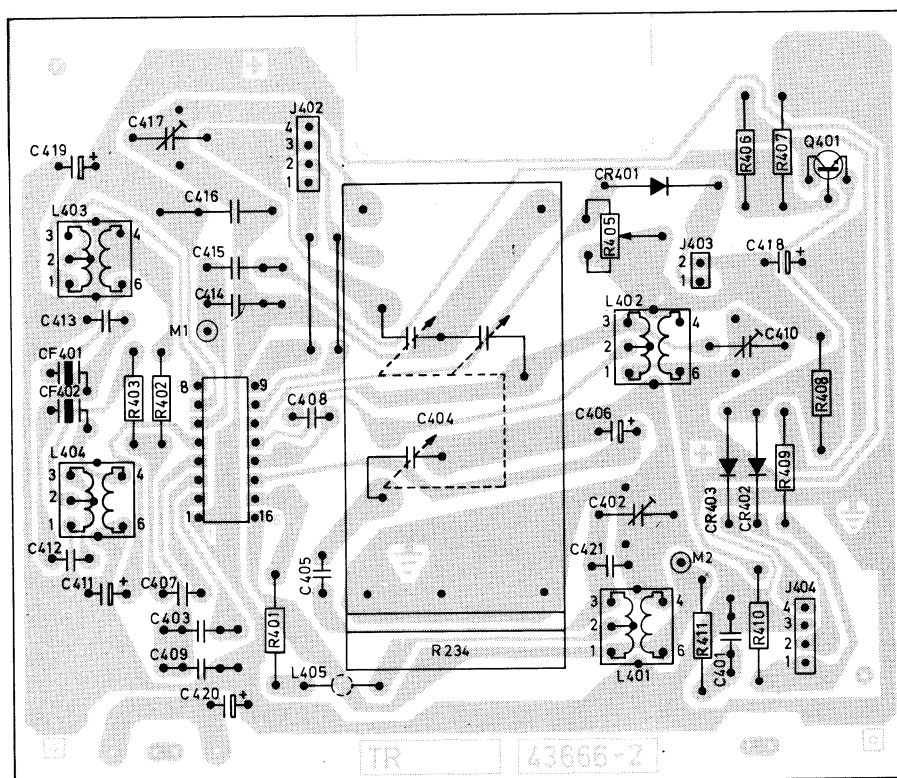 J402
C417
4
3
2
1
C419
+
L403
3
4
2
1
6
C416
C415
C414
C413
M1
CF401
CF402
R403
R402
8
9
1
16
C408
L404
3
4
2
1
6
C412
C411
+
C407
C403
C409
C420
+
R401
C405
L405
C404
R234
CR401
R405
R406
R407
Q401
J403
2
1
C418
+
L402
3
4
2
1
6
C410
R408
C406
+
CR403
CR402
R409
C402
C421
M2
L401
3
4
2
1
6
R411
C401
R410
J404
4
3
2
1
TR
43666-2